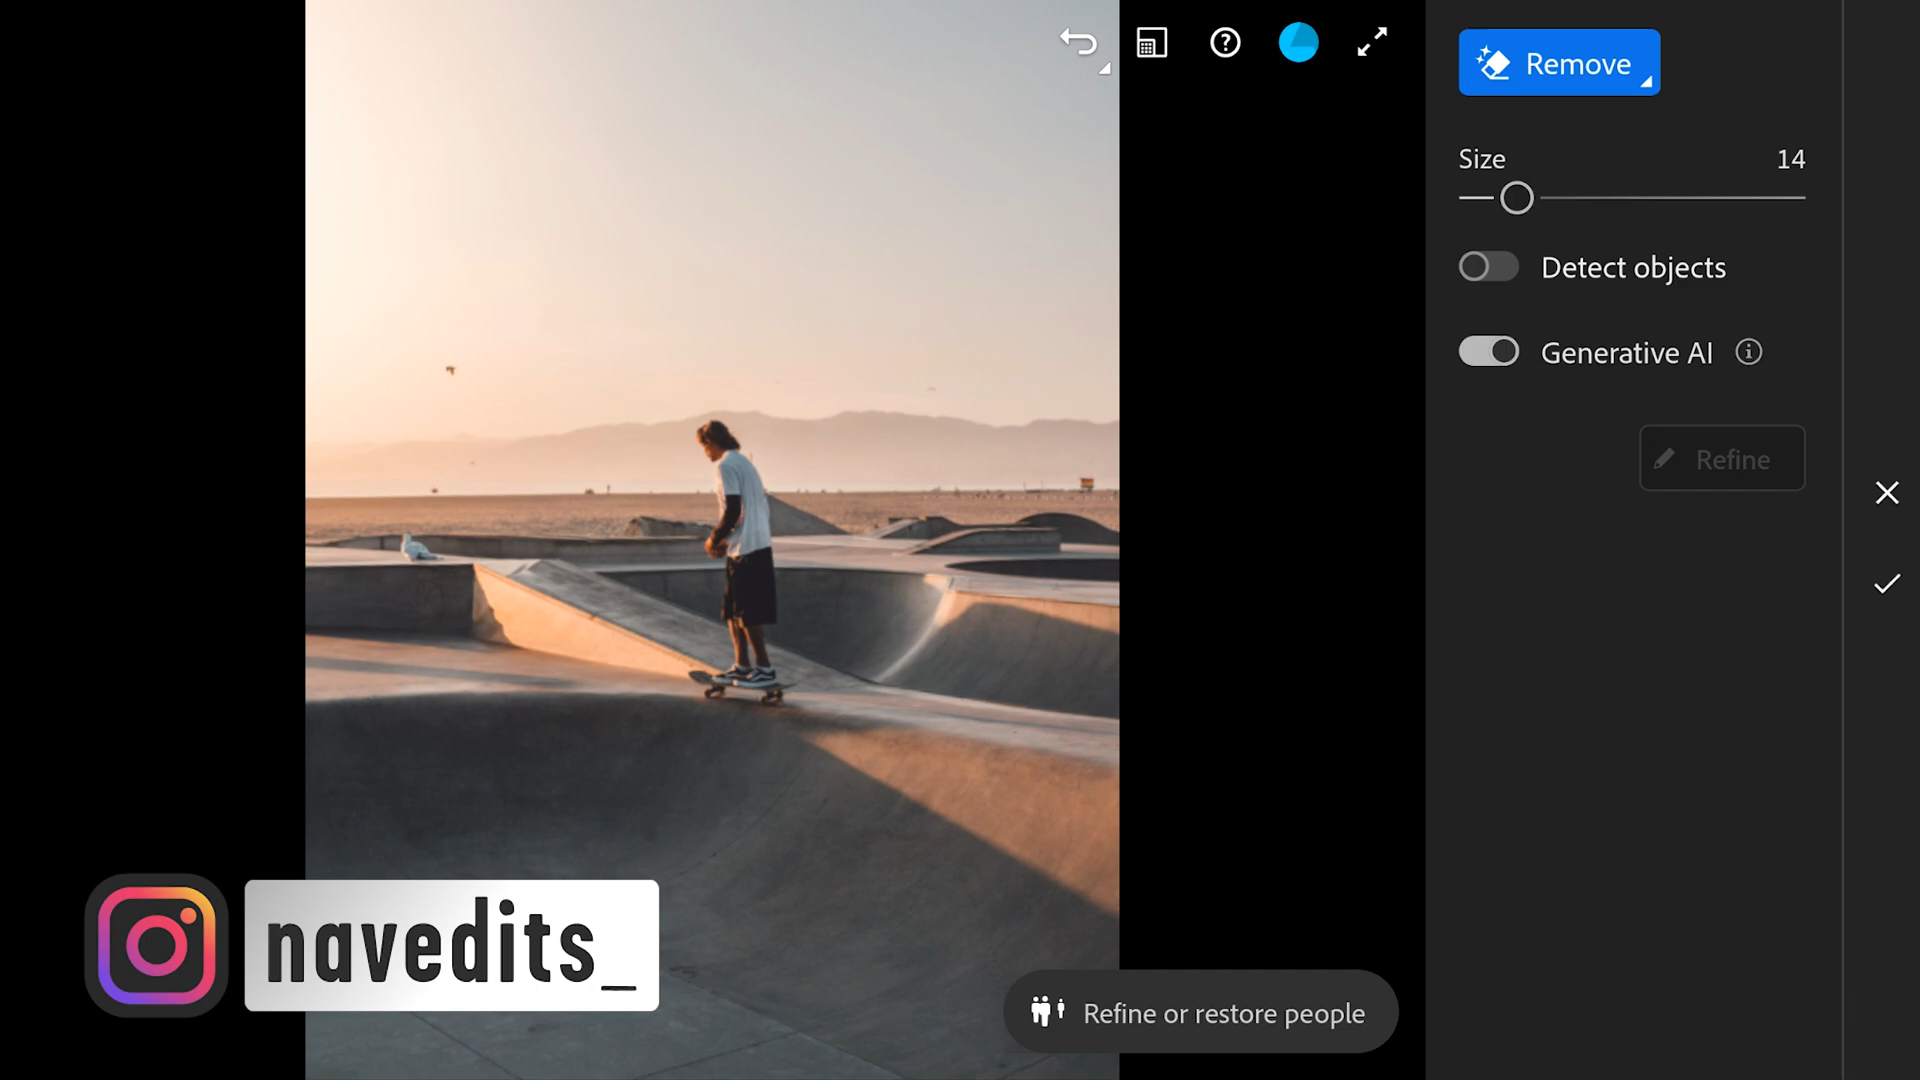 Remove
Size 14
Detect objects
Generative AI
Refine
navedits_
Refine or restore people